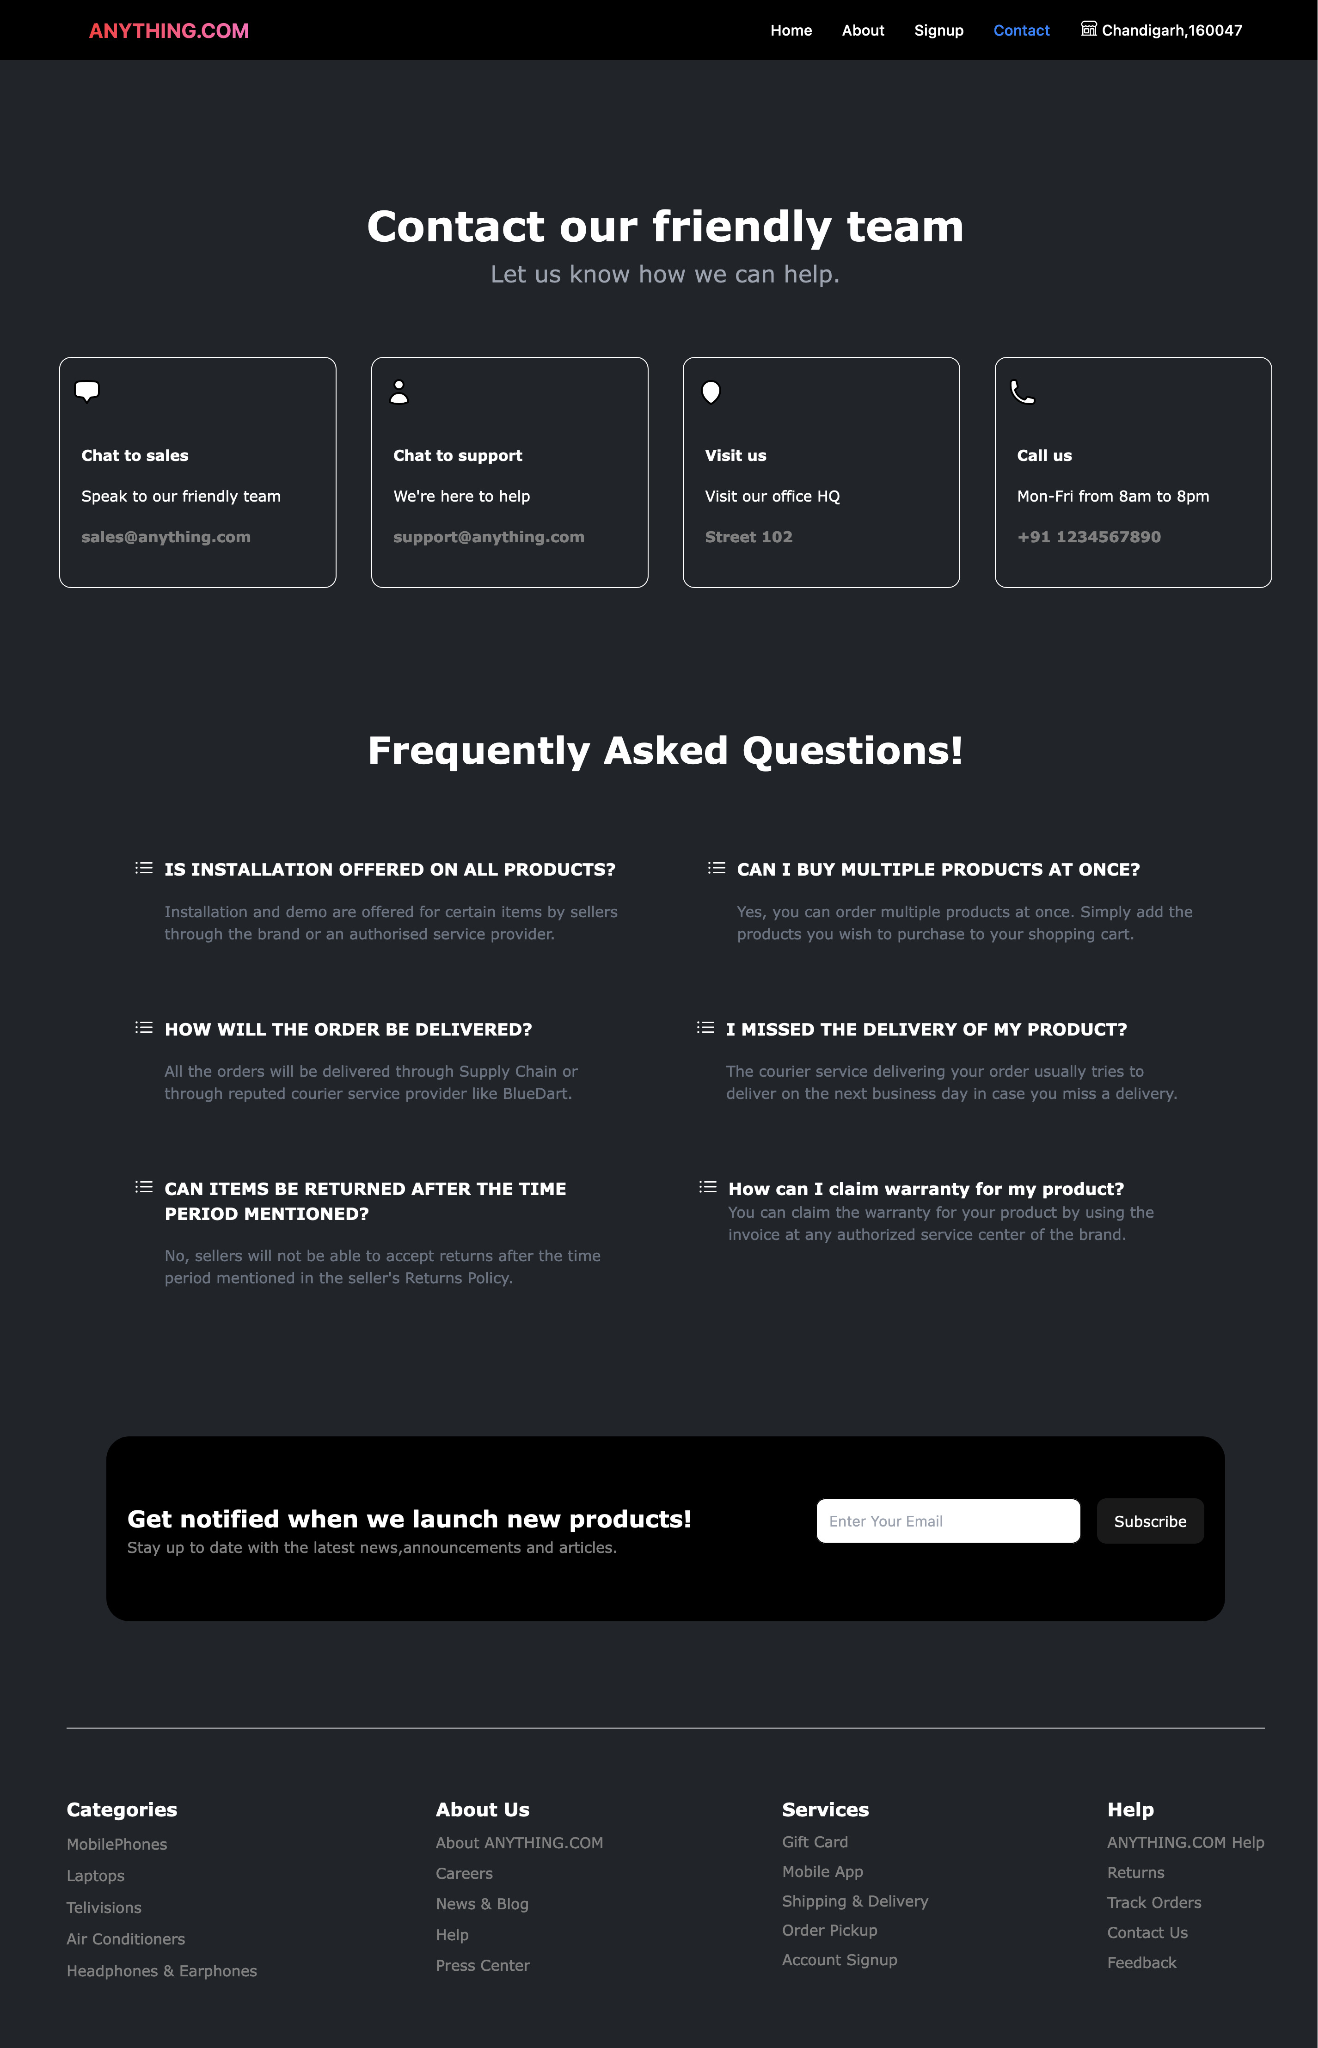 ANYTHING.COM
Home
About
Signup
Contact
Chandigarh,160047
Contact our friendly team
Let us know how we can help.
Chat to sales
Speak to our friendly team
sales@anything.com
Chat to support
We're here to help
support@anything.com
Visit us
Visit our office HQ
Street 102
Call us
Mon-Fri from 8am to 8pm
+91 1234567890
Frequently Asked Questions!
IS INSTALLATION OFFERED ON ALL PRODUCTS?
Installation and demo are offered for certain items by sellers
through the brand or an authorised service provider.
CAN I BUY MULTIPLE PRODUCTS AT ONCE?
Yes, you can order multiple products at once. Simply add the
products you wish to purchase to your shopping cart.
HOW WILL THE ORDER BE DELIVERED?
All the orders will be delivered through Supply Chain or
through reputed courier service provider like BlueDart.
I MISSED THE DELIVERY OF MY PRODUCT?
The courier service delivering your order usually tries to
deliver on the next business day in case you miss a delivery.
CAN ITEMS BE RETURNED AFTER THE TIME
PERIOD MENTIONED?
No, sellers will not be able to accept returns after the time
period mentioned in the seller's Returns Policy.
How can I claim warranty for my product?
You can claim the warranty for your product by using the
invoice at any authorized service center of the brand.
Get notified when we launch new products!
Stay up to date with the latest news,announcements and articles.
Enter Your Email
Subscribe
Categories
MobilePhones
Laptops
Telivisions
Air Conditioners
Headphones & Earphones
About Us
About ANYTHING.COM
Careers
News & Blog
Help
Press Center
Services
Gift Card
Mobile App
Shipping & Delivery
Order Pickup
Account Signup
Help
ANYTHING.COM Help
Returns
Track Orders
Contact Us
Feedback